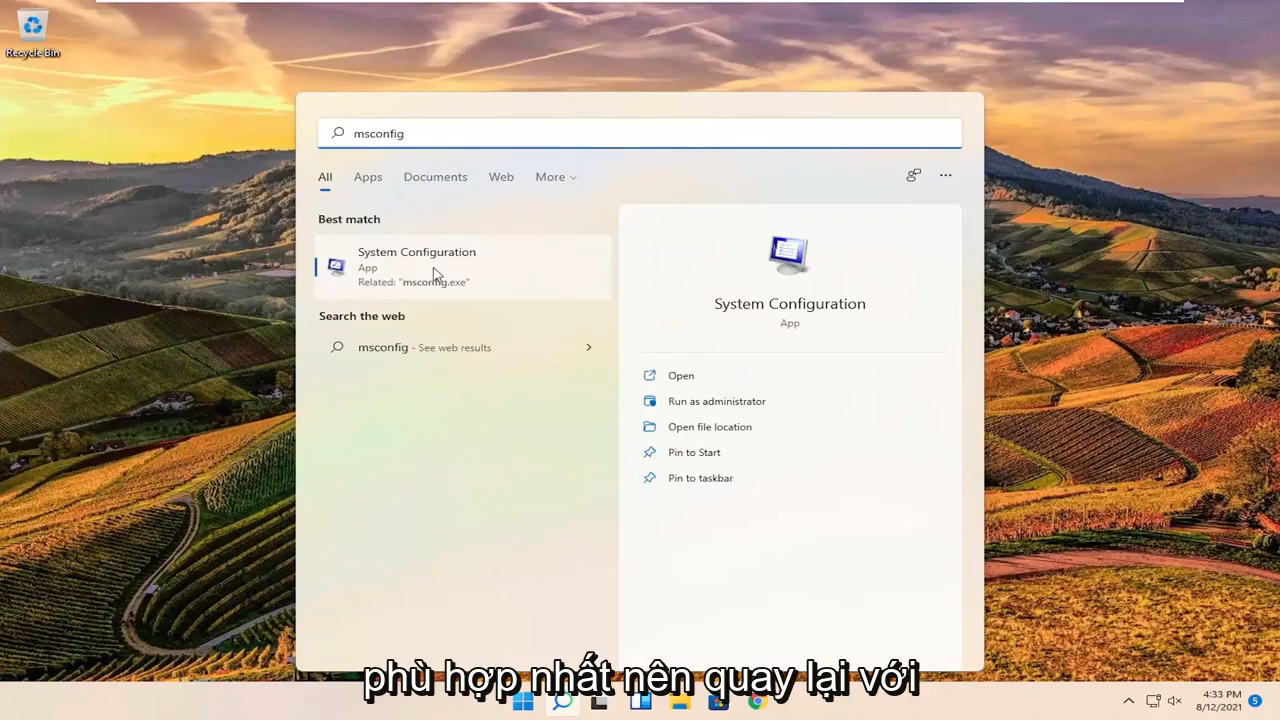 Recycle Bin
msconfig
All Apps Documents Web More
Best match
System Configuration
App
Related: "msconfig.exe"
Search the web
msconfig - See web results
System Configuration
App
Open
Run as administrator
Open file location
Pin to Start
Pin to taskbar
phù hợp nhất nên quay lại với
4:33 PM
8/12/2021
5